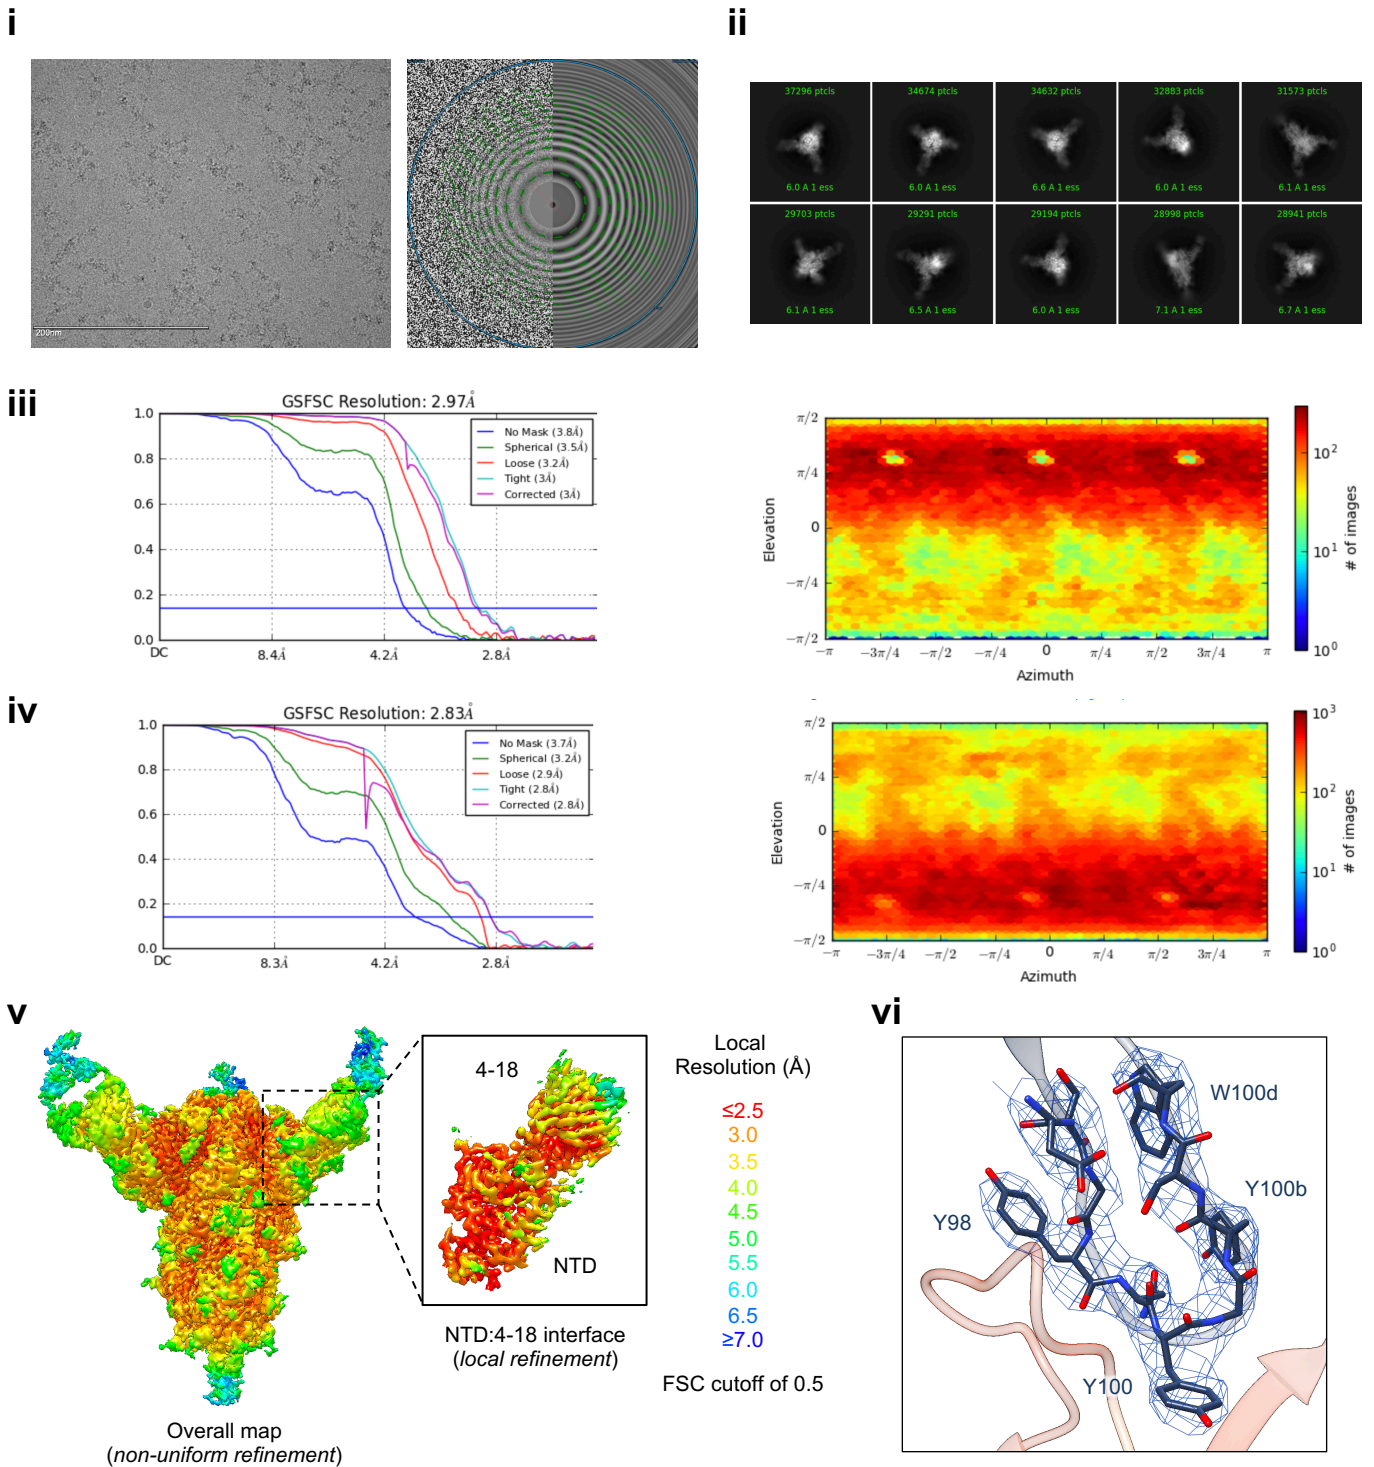 i
ii
200nm
37296 ptcls
34674 ptcls
34632 ptcls
32883 ptcls
31573 ptcls
6.0 A 1 ess
6.0 A 1 ess
6.6 A 1 ess
6.0 A 1 ess
6.1 A 1 ess
29703 ptcls
29291 ptcls
29194 ptcls
28998 ptcls
28941 ptcls
6.1 A 1 ess
6.5 A 1 ess
6.0 A 1 ess
7.1 A 1 ess
6.7 A 1 ess
iii
GSFSC Resolution: 2.97Å
1.0
0.8
0.6
0.4
0.2
0.0
No Mask (3.8Å)
Spherical (3.5Å)
Loose (3.2Å)
Tight (3Å)
Corrected (3Å)
DC
8.4Å
4.2Å
2.8Å
π/2
π/4
0
−π/4
−π/2
Elevation
−π
−3π/4
−π/2
−π/4
0
π/4
π/2
3π/4
π
Azimuth
10²
10¹
10⁰
# of images
iv
GSFSC Resolution: 2.83Å
1.0
0.8
0.6
0.4
0.2
0.0
No Mask (3.7Å)
Spherical (3.2Å)
Loose (2.9Å)
Tight (2.8Å)
Corrected (2.8Å)
DC
8.3Å
4.2Å
2.8Å
π/2
π/4
0
−π/4
−π/2
Elevation
−π
−3π/4
−π/2
−π/4
0
π/4
π/2
3π/4
π
Azimuth
10³
10²
10¹
10⁰
# of images
v
4-18
NTD
NTD:4-18 interface
(local refinement)
Overall map
(non-uniform refinement)
Local
Resolution (Å)
≤2.5
3.0
3.5
4.0
4.5
5.0
5.5
6.0
6.5
≥7.0
FSC cutoff of 0.5
vi
W100d
Y100b
Y98
Y100